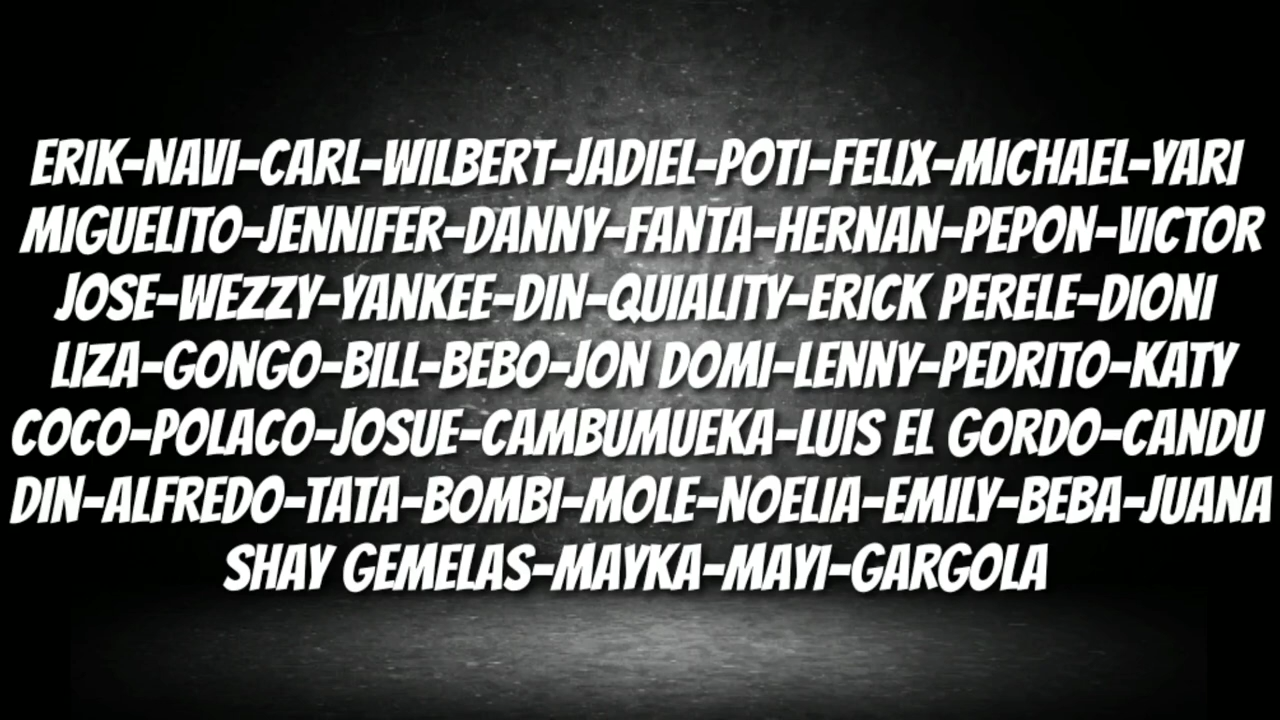 ERIK-NAVI-CARL-WILBERT-JADIEL-POTI-FELIX-MICHAEL-YARI
MIGUELITO-JENNIFER-DANNY-FANTA-HERNAN-PEPON-VICTOR
JOSE-WEZZY-YANKEE-DIN-QUIALITY-ERICK PERELE-DIONI
LIZA-GONGO-BILL-BEBO-JON DOMI-LENNY-PEDRITO-KATY
COCO-POLACO-JOSUE-CAMBUMUEKA-LUIS EL GORDO-CANDU
DIN-ALFREDO-TATA-BOMBI-MOLE-NOELIA-EMILY-BEBA-JUANA
SHAY GEMELAS-MAYKA-MAYI-GARGOLA